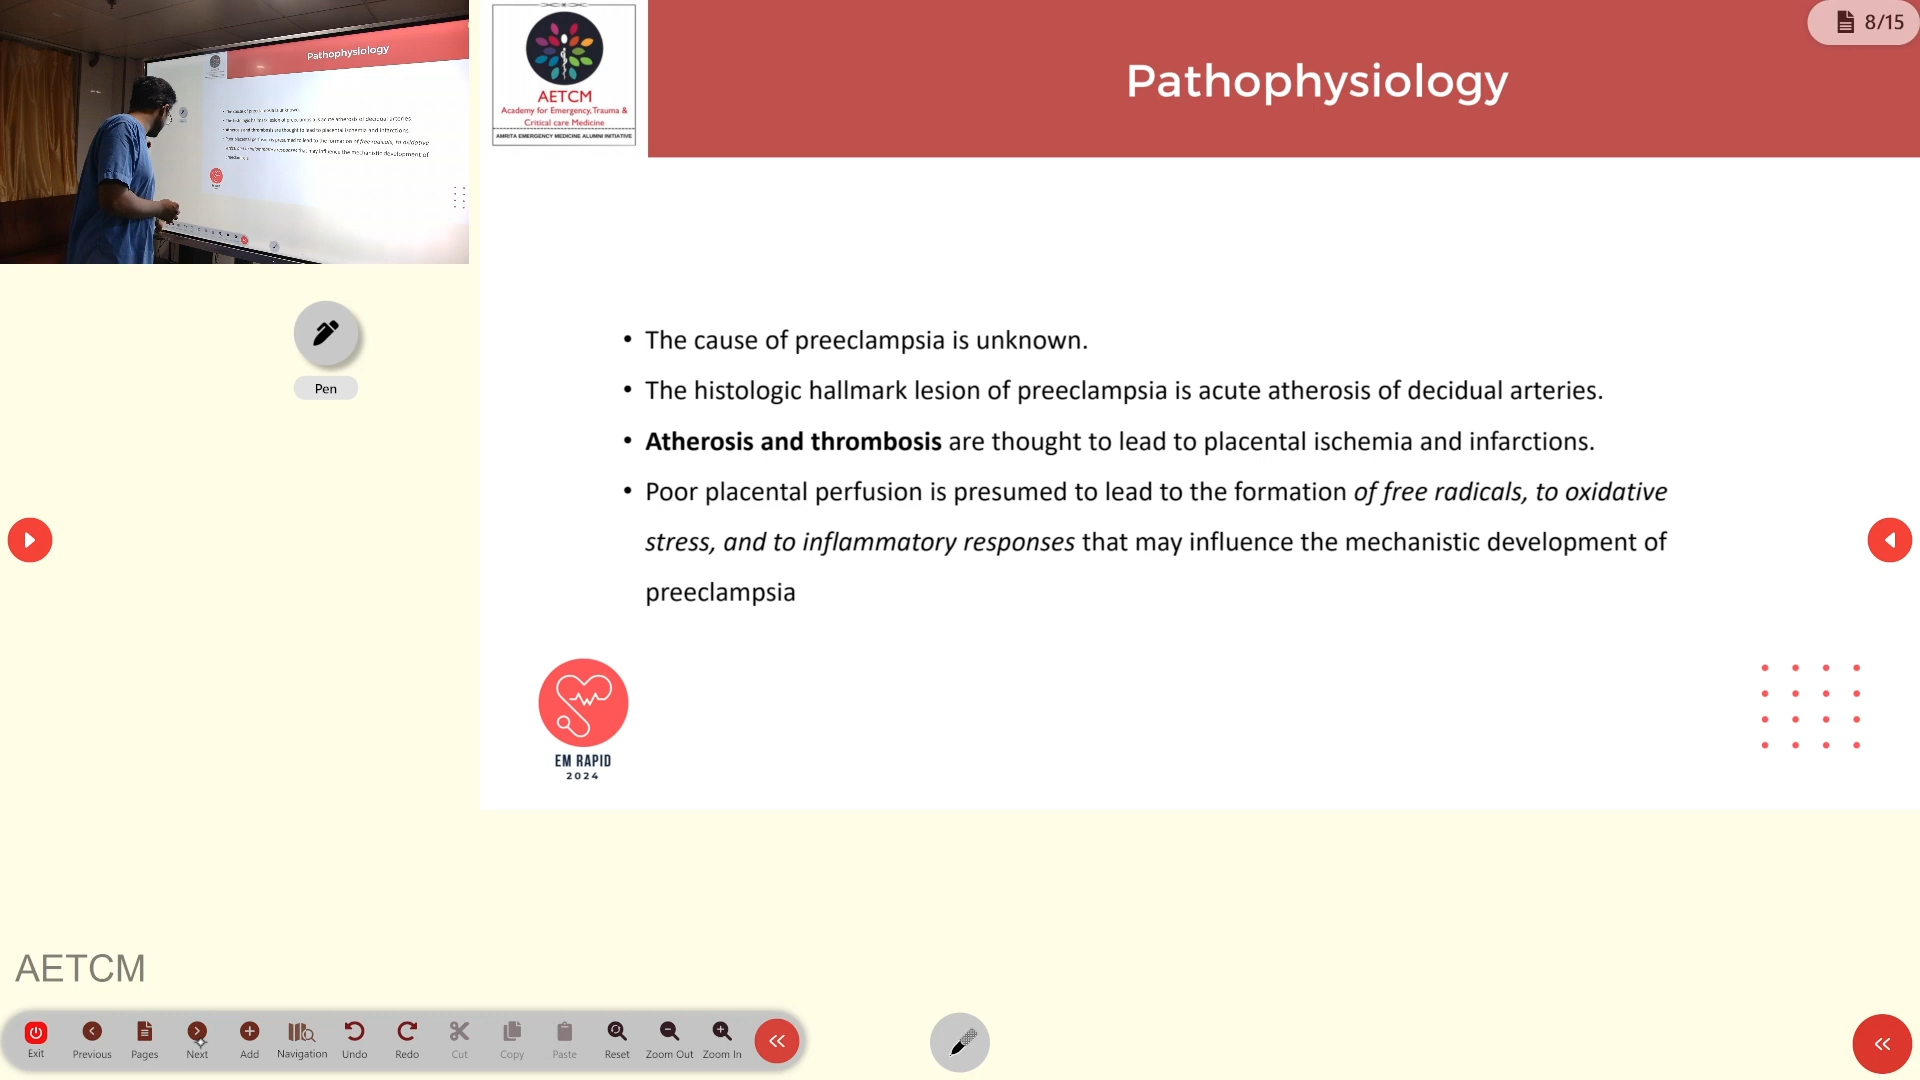 Pathophysiology
8/15
AETCM
Academy for Emergency, Trauma &
Critical care Medicine
AMRITA EMERGENCY MEDICINE ALUMNI INITIATIVE
Pathophysiology
Pen
• The cause of preeclampsia is unknown.
• The histologic hallmark lesion of preeclampsia is acute atherosis of decidual arteries.
• Atherosis and thrombosis are thought to lead to placental ischemia and infarctions.
• Poor placental perfusion is presumed to lead to the formation of free radicals, to oxidative
stress, and to inflammatory responses that may influence the mechanistic development of
preeclampsia
EM RAPID
2024
AETCM
Exit Previous Pages Next Add Navigation Undo Redo Cut Copy Paste Reset Zoom Out Zoom In